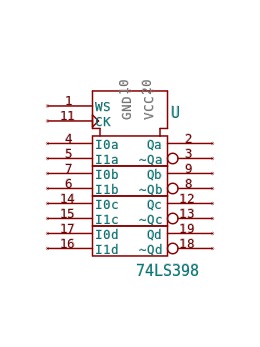 GND 10
VCC 20
U
1 WS
11 CK
4 I0a Qa 2
5 I1a ~Qa 3
7 I0b Qb 9
6 I1b ~Qb 8
14 I0c Qc 12
15 I1c ~Qc 13
17 I0d Qd 19
16 I1d ~Qd 18
74LS398